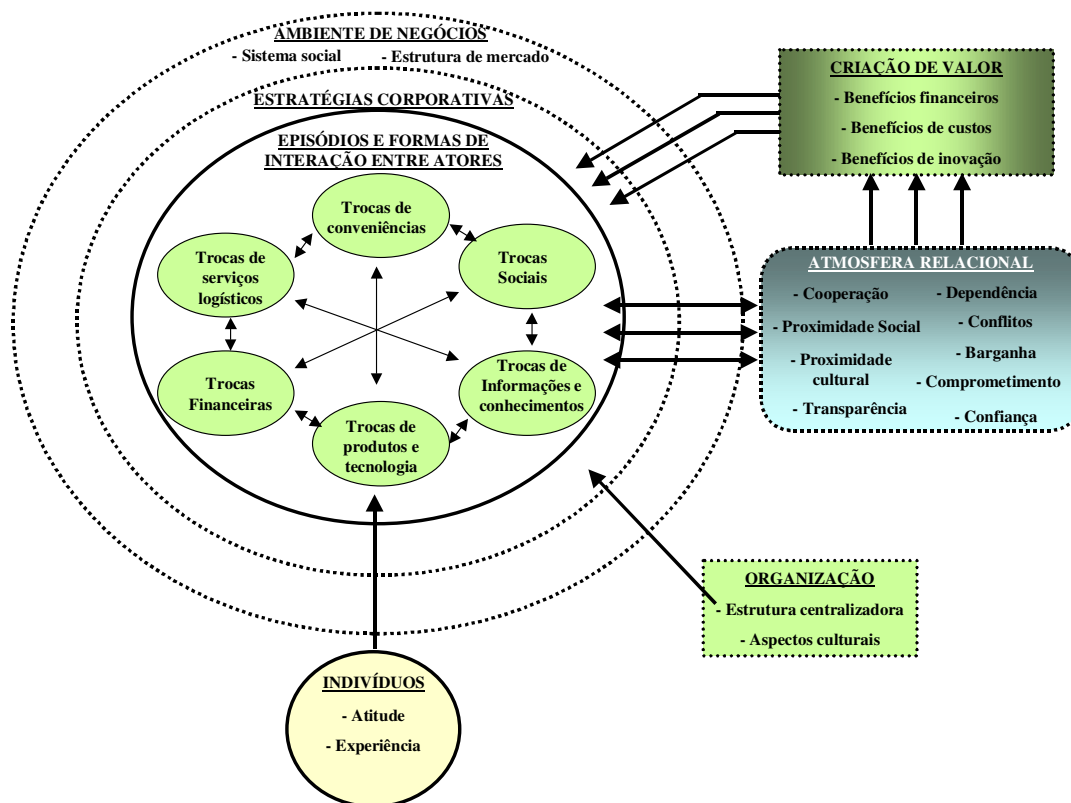 AMBIENTE DE NEGÓCIOS
- Sistema social - Estrutura de mercado
ESTRATÉGIAS CORPORATIVAS
EPISÓDIOS E FORMAS DE
INTERAÇÃO ENTRE ATORES
Trocas de
conveniências
Trocas de
serviços
logísticos
Trocas
Sociais
Trocas
Financeiras
Trocas de
Informações e
conhecimentos
Trocas de
produtos e
tecnologia
CRIAÇÃO DE VALOR
- Benefícios financeiros
- Benefícios de custos
- Benefícios de inovação
ATMOSFERA RELACIONAL
- Cooperação
- Proximidade Social
- Proximidade
cultural
- Transparência
- Dependência
- Conflitos
- Barganha
- Comprometimento
- Confiança
ORGANIZAÇÃO
- Estrutura centralizadora
- Aspectos culturais
INDIVÍDUOS
- Atitude
- Experiência